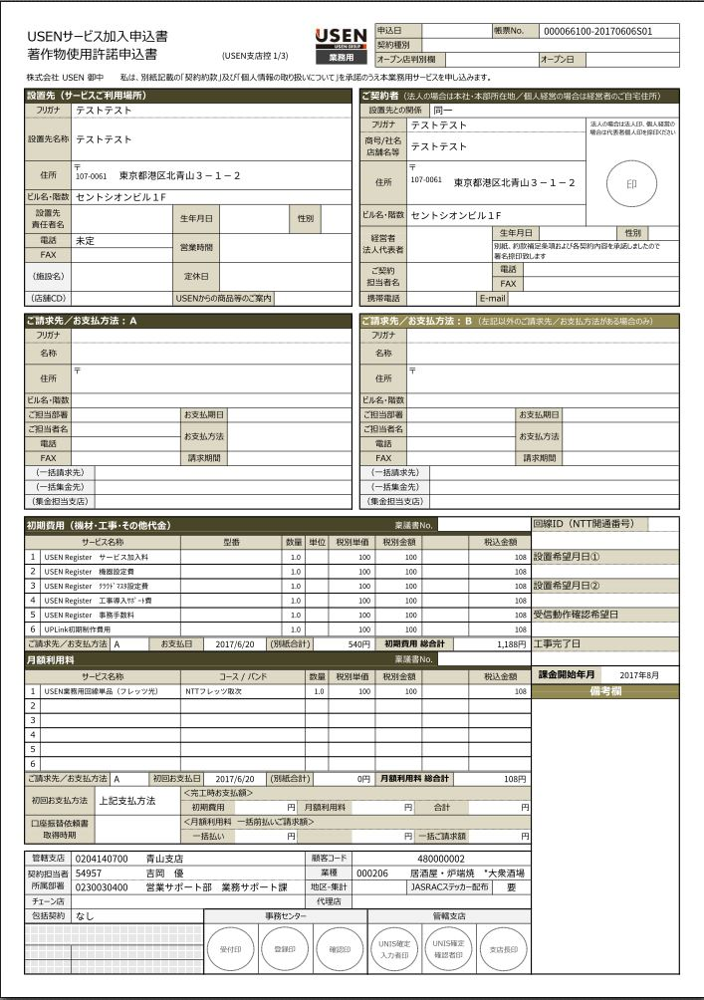 USENサービス加入申込書
著作物使用許諾申込書
(USEN支店控 1/3)
USEN
USEN GROUP
業務用
申込日 帳票No. 000066100-20170606S01
契約種別
オープン店判別欄 オープン日
株式会社 USEN 御中 私は、別紙記載の「契約約款」及び「個人情報の取り扱いについて」を承諾のうえ本業務用サービスを申し込みます。
設置先（サービスご利用場所）
フリガナ テストテスト
設置先名称 テストテスト
住所 〒107-0061 東京都港区北青山３－１－２
ビル名・階数 セントシオンビル１F
設置先責任者名 生年月日 性別
電話 未定 営業時間
FAX
（施設名） 定休日
（店舗CD） USENからの商品等のご案内
ご契約者（法人の場合は本社・本部所在地／個人経営の場合は経営者のご自宅住所）
設置先との関係 同一
フリガナ テストテスト
商号/社名店舗名等 テストテスト
法人の場合は法人印、個人経営の場合は代表者個人印を捺印ください
印
住所 〒107-0061 東京都港区北青山３－１－２
ビル名・階数 セントシオンビル１F
経営者法人代表者 生年月日 性別
別紙、約款補足条項および各契約内容を承諾しましたので
署名捺印致します
ご契約担当者名 電話
FAX
携帯電話 E-mail
ご請求先／お支払方法：A
フリガナ
名称
住所 〒
ビル名・階数
ご担当部署 お支払期日
ご担当者名 お支払方法
電話
FAX 請求期間
（一括請求先）
（一括集金先）
（集金担当支店）
ご請求先／お支払方法：B（左記以外のご請求先／お支払方法がある場合のみ）
フリガナ
名称
住所 〒
ビル名・階数
ご担当部署 お支払期日
ご担当者名 お支払方法
電話
FAX 請求期間
（一括請求先）
（一括集金先）
（集金担当支店）
初期費用（機材・工事・その他代金） 稟議書No.
サービス名称 型番 数量 単位 税別単価 税別金額 税込金額
1 USEN Register サービス加入料 1.0 100 100 108
2 USEN Register 機器設定費 1.0 100 100 108
3 USEN Register ｸﾗｳﾄﾞﾏｽﾀ設定費 1.0 100 100 108
4 USEN Register 工事導入ｻﾎﾟｰﾄ費 1.0 100 100 108
5 USEN Register 事務手数料 1.0 100 100 108
6 UPLink初期制作費用 1.0 100 100 108
ご請求先／お支払方法 A お支払日 2017/6/20 (別紙合計) 540円 初期費用 総合計 1,188円
月額利用料 稟議書No.
サービス名称 コース / バンド 数量 税別単価 税別金額 税込金額
1 USEN業務用回線単品（フレッツ光） NTTフレッツ取次 1.0 100 100 108
2
3
4
5
6
ご請求先／お支払方法 A 初回お支払日 2017/6/20 (別紙合計) 0円 月額利用料 総合計 108円
初回お支払方法 上記支払方法 ＜完工時お支払額＞
初期費用 円 月額利用料 円 合計 円
口座振替依頼書取得時期 ＜月額利用料 一括前払いご請求額＞
一括払い 円 円 一括ご請求額 円
回線ID（NTT開通番号）
設置希望月日①
設置希望月日②
受信動作確認希望日
工事完了日
課金開始年月 2017年8月
備考欄
管轄支店 0204140700 青山支店 顧客コード 480000002
契約担当者 54957 吉岡 優 業種 000206 居酒屋・炉端焼 *大衆酒場
所属部署 0230030400 営業サポート部 業務サポート課 地区-集計 JASRACステッカー配布 要
チェーン店 代理店
包括契約 なし 事務センター 管轄支店
受付印 登録印 確認印 UNIS確定入力者印 UNIS確定確認者印 支店長印